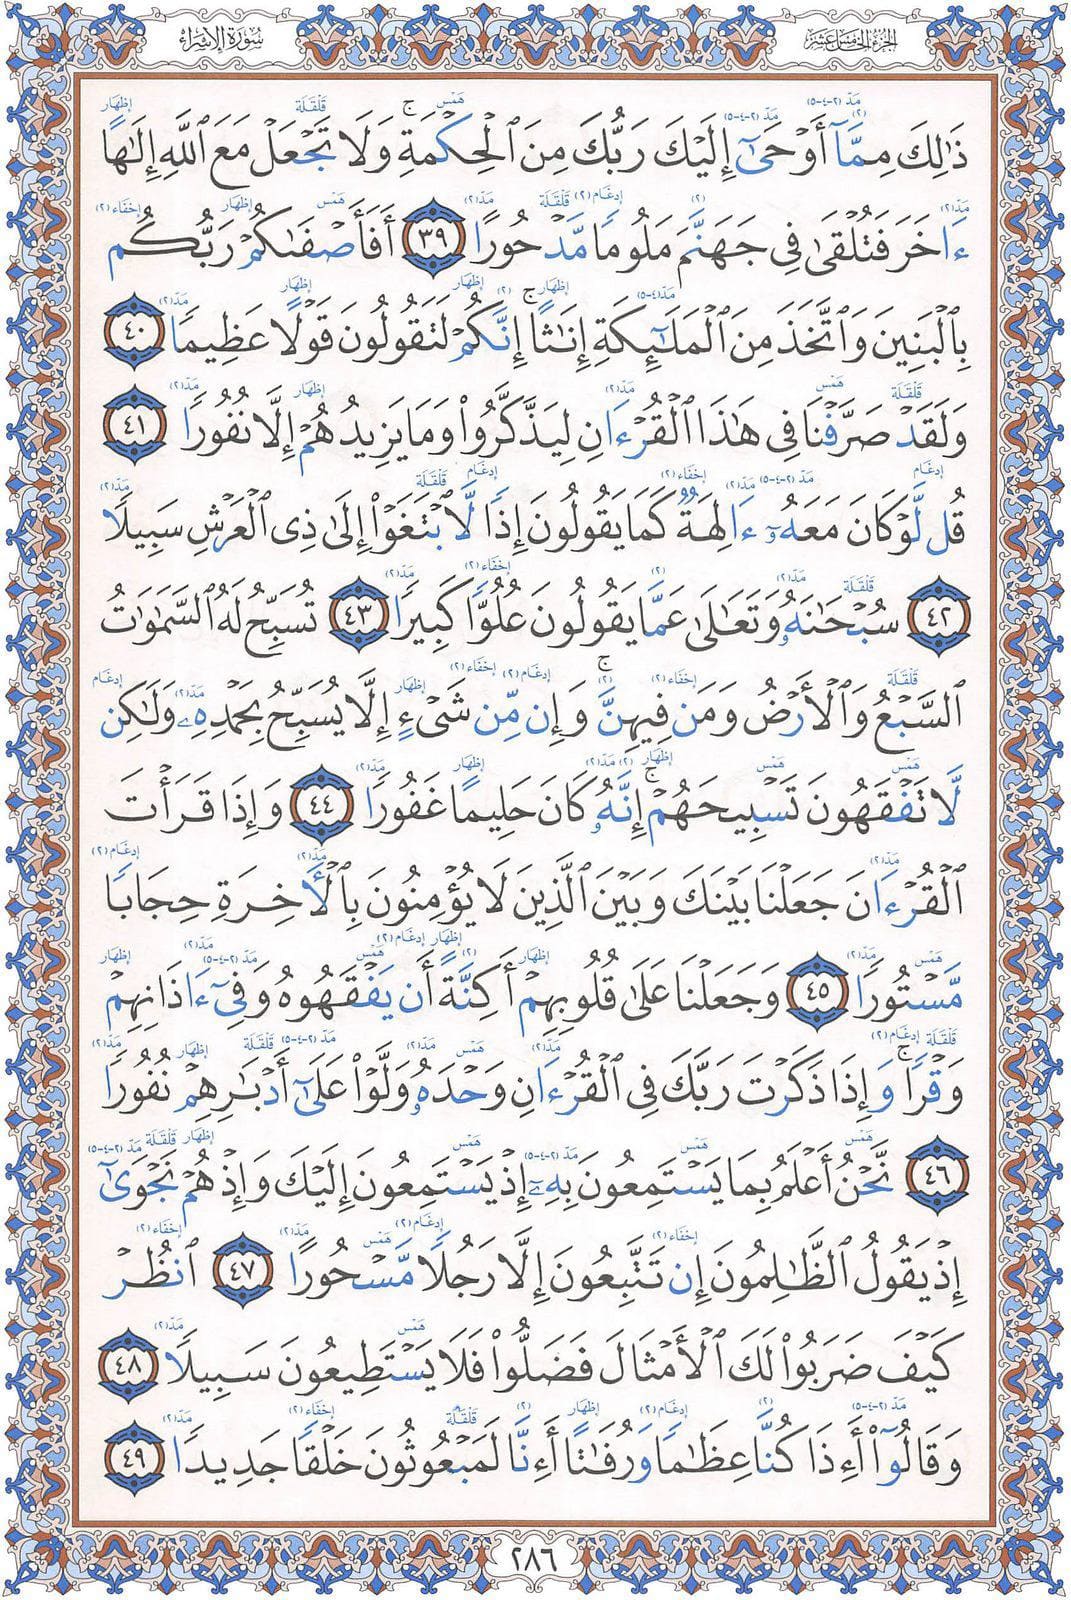 سُورَةُ الإِسْرَاء
الجزء الخامس عشر
ذَٰلِكَ مِمَّآ أَوْحَىٰٓ إِلَيْكَ رَبُّكَ مِنَ ٱلْحِكْمَةِ ۗ وَلَا تَجْعَلْ مَعَ ٱللَّهِ إِلَٰهًا
ءَاخَرَ فَتُلْقَىٰ فِى جَهَنَّمَ مَلُومًا مَّدْحُورًا ٣٩ أَفَأَصْفَىٰكُمْ رَبُّكُم
بِٱلْبَنِينَ وَٱتَّخَذَ مِنَ ٱلْمَلَٰٓئِكَةِ إِنَٰثًا ۚ إِنَّكُمْ لَتَقُولُونَ قَوْلًا عَظِيمًا ٤٠
وَلَقَدْ صَرَّفْنَا فِى هَٰذَا ٱلْقُرْءَانِ لِيَذَّكَّرُوا۟ وَمَا يَزِيدُهُمْ إِلَّا نُفُورًا ٤١
قُل لَّوْ كَانَ مَعَهُۥٓ ءَالِهَةٌ كَمَا يَقُولُونَ إِذًا لَّٱبْتَغَوْا۟ إِلَىٰ ذِى ٱلْعَرْشِ سَبِيلًا
٤٢ سُبْحَٰنَهُۥ وَتَعَٰلَىٰ عَمَّا يَقُولُونَ عُلُوًّا كَبِيرًا ٤٣ تُسَبِّحُ لَهُ ٱلسَّمَٰوَٰتُ
ٱلسَّبْعُ وَٱلْأَرْضُ وَمَن فِيهِنَّ ۚ وَإِن مِّن شَىْءٍ إِلَّا يُسَبِّحُ بِحَمْدِهِۦ وَلَٰكِن
لَّا تَفْقَهُونَ تَسْبِيحَهُمْ ۚ إِنَّهُۥ كَانَ حَلِيمًا غَفُورًا ٤٤ وَإِذَا قَرَأْتَ
ٱلْقُرْءَانَ جَعَلْنَا بَيْنَكَ وَبَيْنَ ٱلَّذِينَ لَا يُؤْمِنُونَ بِٱلْأَخِرَةِ حِجَابًا
مَّسْتُورًا ٤٥ وَجَعَلْنَا عَلَىٰ قُلُوبِهِمْ أَكِنَّةً أَن يَفْقَهُوهُ وَفِىٓ ءَاذَانِهِمْ
وَقْرًا ۚ وَإِذَا ذَكَرْتَ رَبَّكَ فِى ٱلْقُرْءَانِ وَحْدَهُۥ وَلَّوْا۟ عَلَىٰٓ أَدْبَٰرِهِمْ نُفُورًا
٤٦ نَّحْنُ أَعْلَمُ بِمَا يَسْتَمِعُونَ بِهِۦٓ إِذْ يَسْتَمِعُونَ إِلَيْكَ وَإِذْ هُمْ نَجْوَىٰٓ
إِذْ يَقُولُ ٱلظَّٰلِمُونَ إِن تَتَّبِعُونَ إِلَّا رَجُلًا مَّسْحُورًا ٤٧ ٱنظُرْ
كَيْفَ ضَرَبُوا۟ لَكَ ٱلْأَمْثَالَ فَضَلُّوا۟ فَلَا يَسْتَطِيعُونَ سَبِيلًا ٤٨
وَقَالُوٓا۟ أَءِذَا كُنَّا عِظَٰمًا وَرُفَٰتًا أَءِنَّا لَمَبْعُوثُونَ خَلْقًا جَدِيدًا ٤٩
٢٨٦